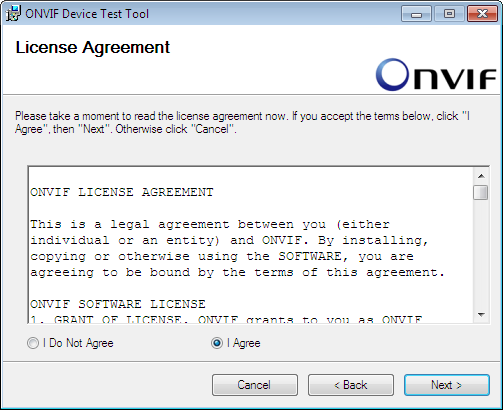 ONVIF Device Test Tool
License Agreement
Onvif
Please take a moment to read the license agreement now. If you accept the terms below, click "I
Agree", then "Next". Otherwise click "Cancel".
ONVIF LICENSE AGREEMENT
This is a legal agreement between you (either
individual or an entity) and ONVIF. By installing,
copying or otherwise using the SOFTWARE, you are
agreeing to be bound by the terms of this agreement.
ONVIF SOFTWARE LICENSE
1. GRANT OF LICENSE. ONVIF grants to you as ONVIF
I Do Not Agree
I Agree
Cancel
< Back
Next >